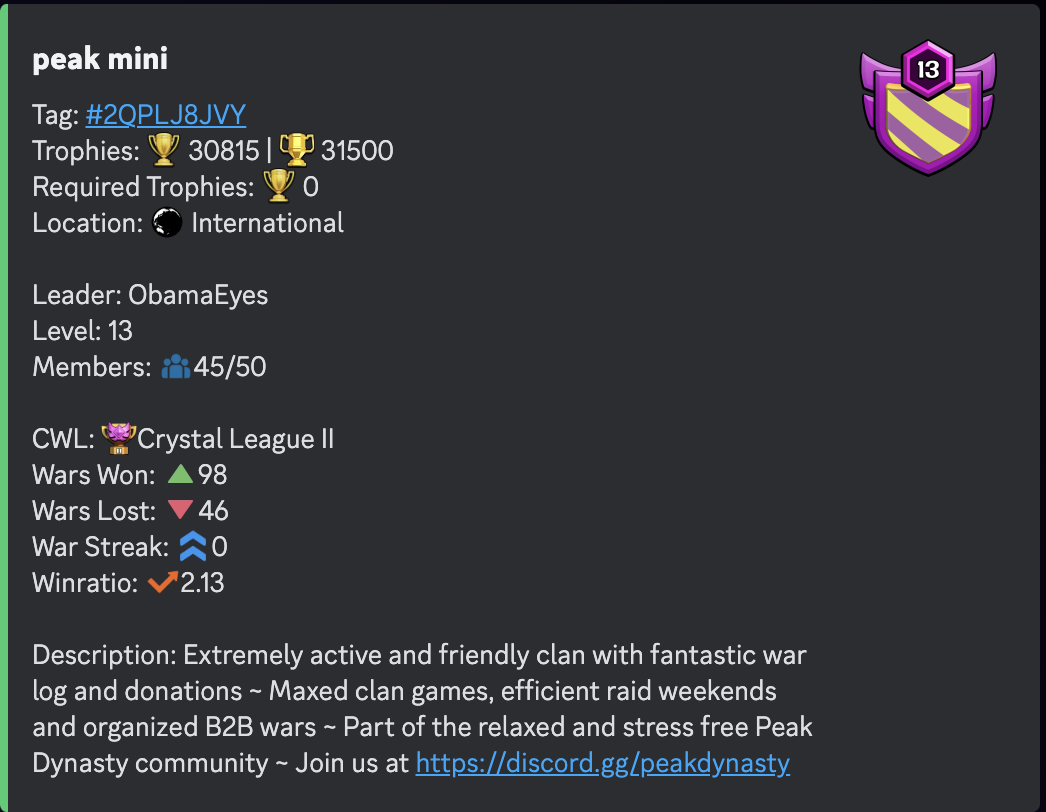 peak mini
13
Tag: #2QPLJ8JVY
Trophies: 30815 | 31500
Required Trophies: 0
Location: International
Leader: ObamaEyes
Level: 13
Members: 45/50
CWL: Crystal League II
Wars Won: 98
Wars Lost: 46
War Streak: 0
Winratio: 2.13
Description: Extremely active and friendly clan with fantastic war
log and donations ~ Maxed clan games, efficient raid weekends
and organized B2B wars ~ Part of the relaxed and stress free Peak
Dynasty community ~ Join us at https://discord.gg/peakdynasty